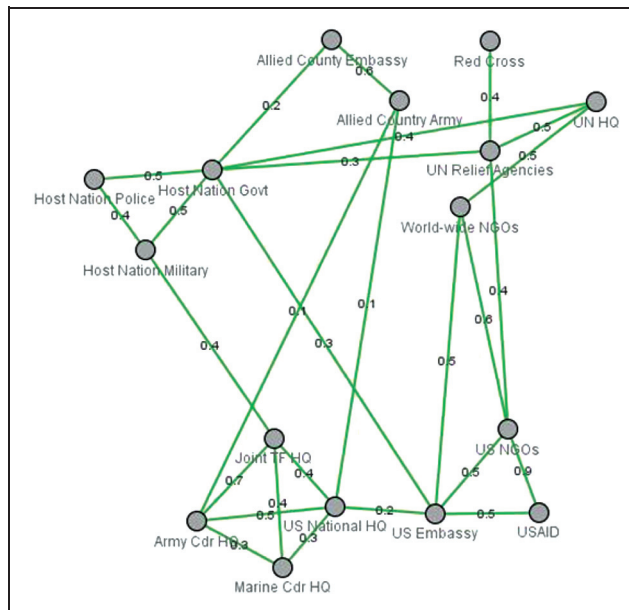 Allied County Embassy
Red Cross
0.6
0.2
Allied Country Army
0.4
UN HQ
0.4
0.5
0.5
0.3
UN Relief Agencies
0.5
Host Nation Govt
Host Nation Police
0.4
0.5
World-wide NGOs
Host Nation Military
0.4
0.1
0.1
0.6
0.4
0.3
0.5
US NGOs
Joint TF HQ
0.7
0.4
0.5
0.9
0.4
0.5
US National HQ
0.2
0.5
US Embassy
USAID
Army Cdr HQ
0.3
0.3
Marine Cdr HQ